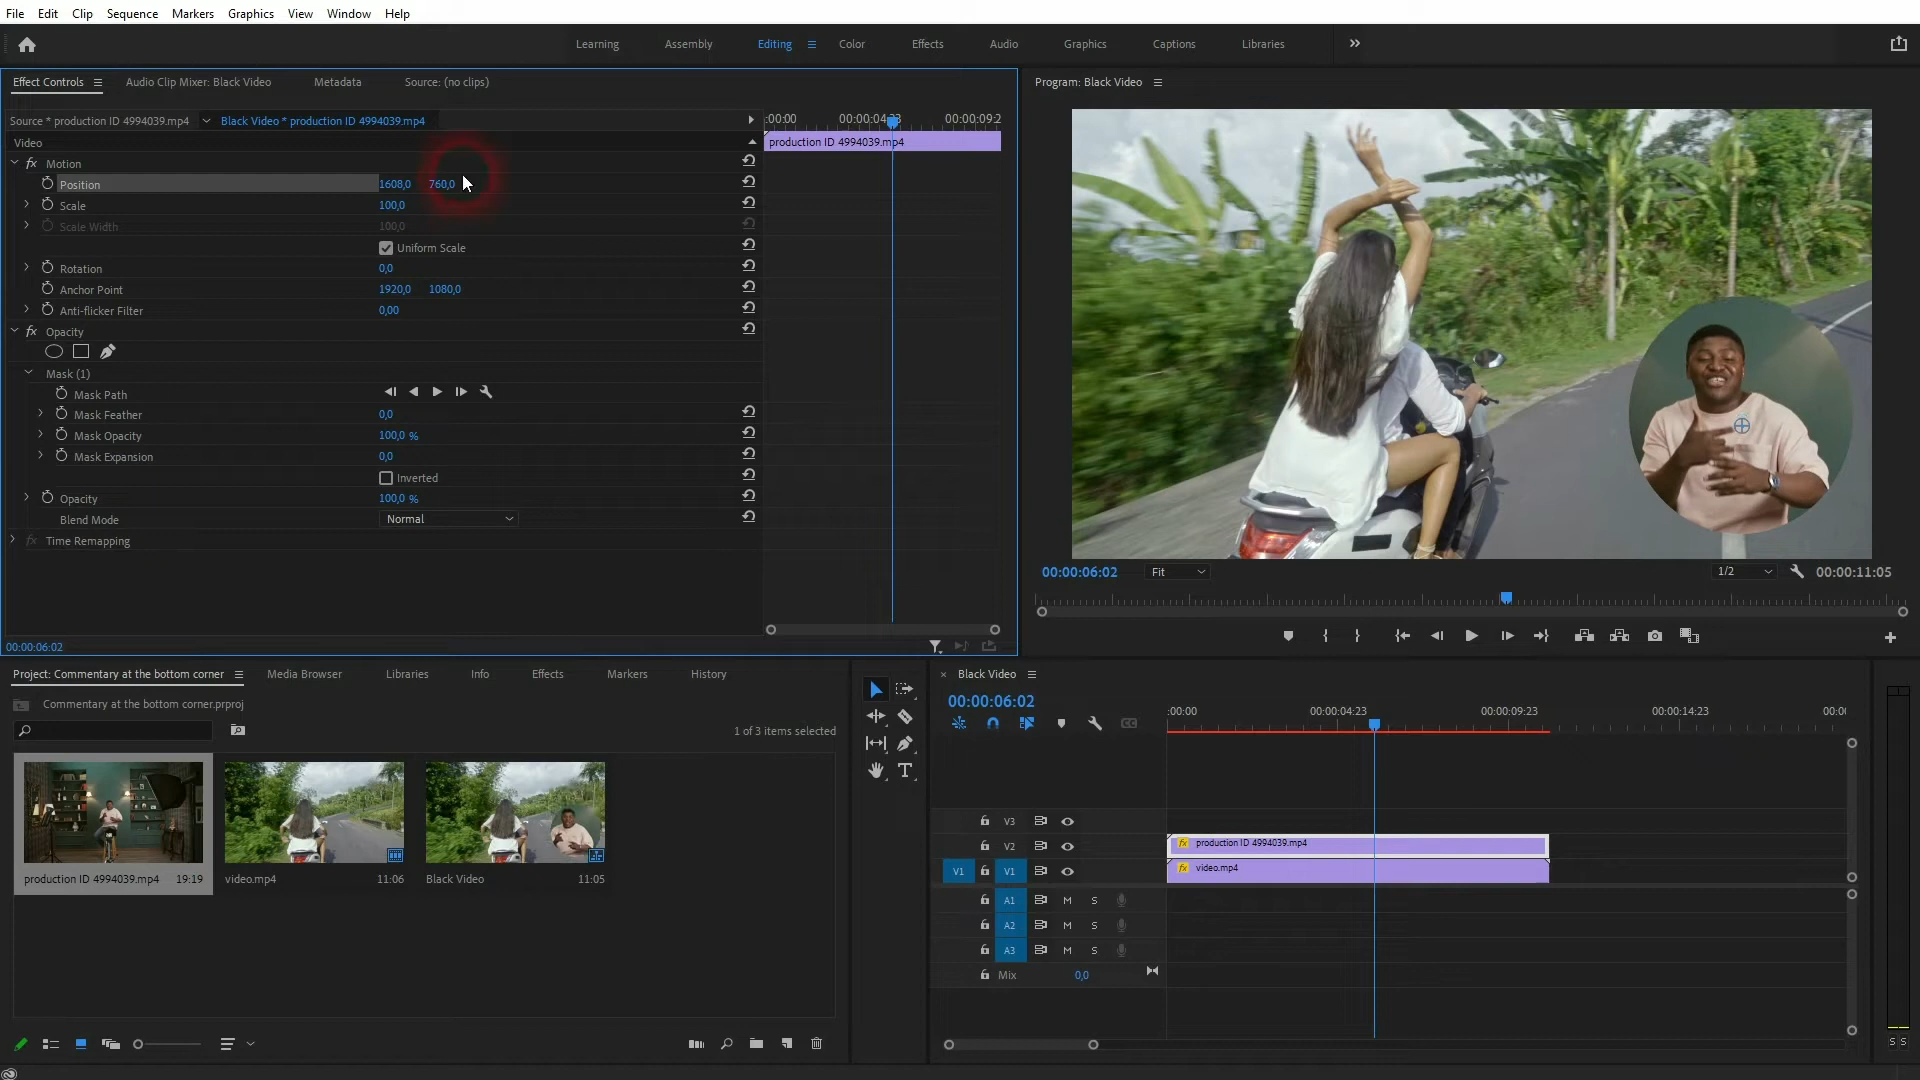 File Edit Clip Sequence Markers Graphics View Window Help
Learning Assembly Editing Color Effects Audio Graphics Captions Libraries
Effect Controls Audio Clip Mixer: Black Video Metadata Source: (no clips)
Program: Black Video
Source * production ID 4994039.mp4 Black Video * production ID 4994039.mp4
:00:00 00:00:04:23 00:00:09:2
Video
production ID 4994039.mp4
fx Motion
Position 1608,0 760,0
Scale 100,0
Scale Width 100,0
Uniform Scale
Rotation 0,0
Anchor Point 1920,0 1080,0
Anti-flicker Filter 0,00
fx Opacity
Mask (1)
Mask Path
Mask Feather 0,0
Mask Opacity 100,0 %
Mask Expansion 0,0
Inverted
Opacity 100,0 %
Blend Mode Normal
fx Time Remapping
00:00:06:02 Fit 1/2 00:00:11:05
00:00:06:02
Project: Commentary at the bottom corner Media Browser Libraries Info Effects Markers History
Commentary at the bottom corner.prproj
1 of 3 items selected
production ID 4994039.mp4 19:19
video.mp4 11:06
Black Video 11:05
× Black Video
00:00:06:02
:00:00 00:00:04:23 00:00:09:23 00:00:14:23 00:0
V3
V2 fx production ID 4994039.mp4
V1 V1 fx video.mp4
A1 M S
A2 M S
A3 M S
Mix 0,0
S S